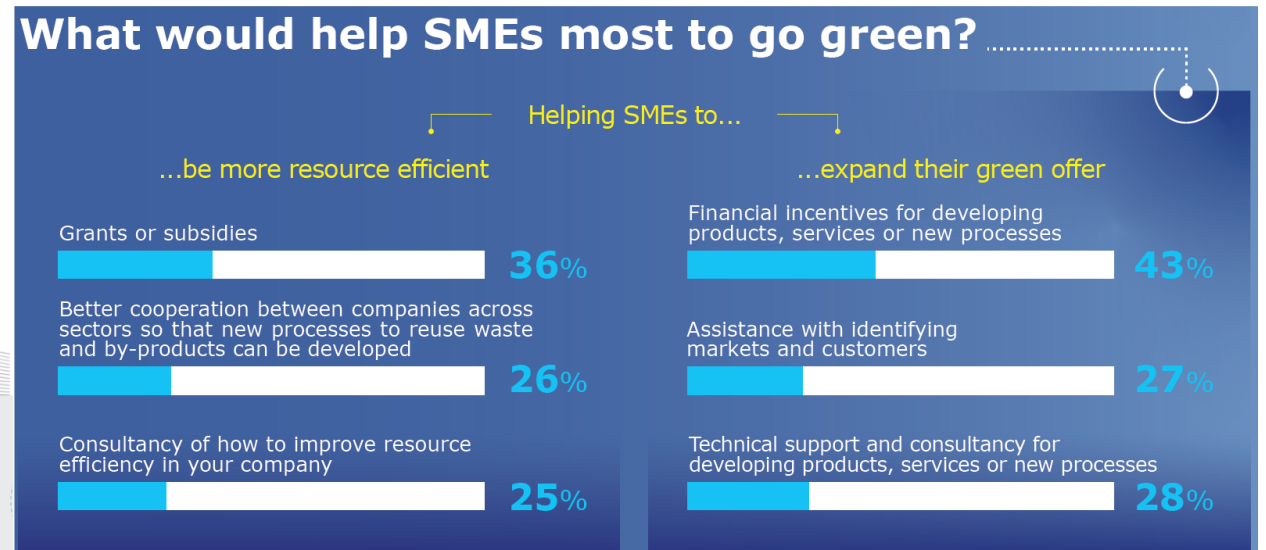 What would help SMEs most to go green?
Helping SMEs to...
...be more resource efficient
Grants or subsidies
36%
Better cooperation between companies across
sectors so that new processes to reuse waste
and by-products can be developed
26%
Consultancy of how to improve resource
efficiency in your company
25%
...expand their green offer
Financial incentives for developing
products, services or new processes
43%
Assistance with identifying
markets and customers
27%
Technical support and consultancy for
developing products, services or new processes
28%